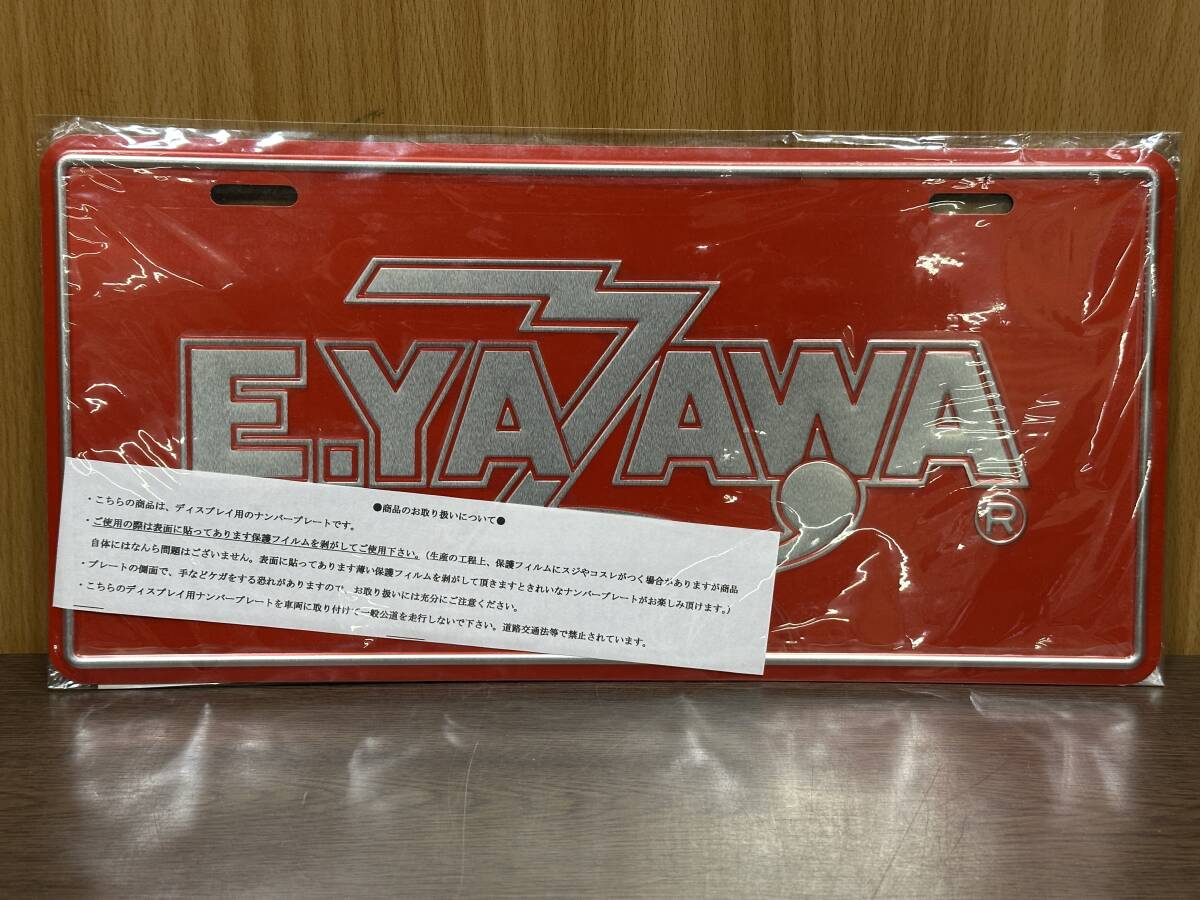 E.YAZAWA
®
●商品のお取り扱いについて●
・こちらの商品は、ディスプレイ用のナンバープレートです。
・ご使用の際は表面に貼ってあります保護フイルムを剥がしてご使用下さい。（生産の工程上、保護フィルムにスジやコスレがつく場合がありますが商品
自体にはなんら問題はございません。表面に貼ってあります薄い保護フィルムを剥がして頂きますときれいなナンバープレートがお楽しみ頂けます。）
・プレートの側面で、手などケガをする恐れがありますので、お取り扱いには充分にご注意ください。
・こちらのディスプレイ用ナンバープレートを車両に取り付けて一般公道を走行しないで下さい。道路交通法等で禁止されています。